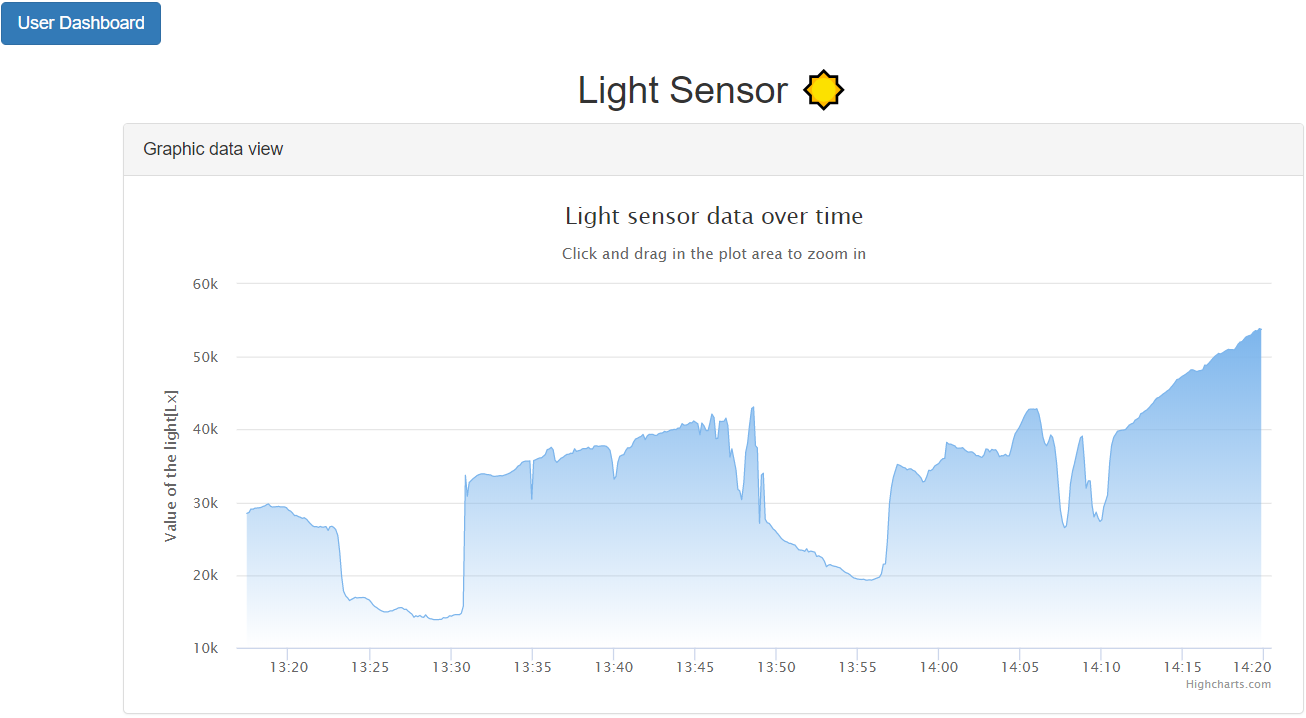 User Dashboard
Light Sensor
Graphic data view
Light sensor data over time
Click and drag in the plot area to zoom in
60k
50k
40k
30k
20k
10k
Value of the light[Lx]
13:20 13:25 13:30 13:35 13:40 13:45 13:50 13:55 14:00 14:05 14:10 14:15 14:20
Highcharts.com